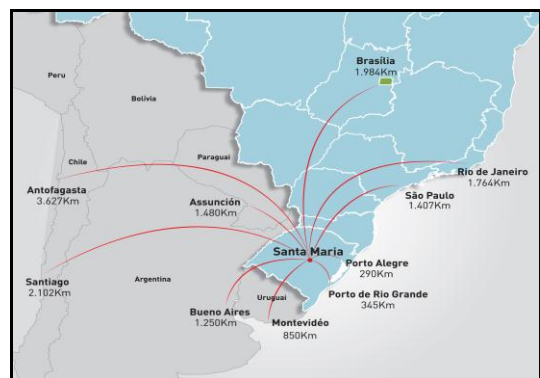 Brasília
1.984Km
Peru
Bolivia
Chile
Paraguai
Rio de Janeiro
1.764Km
Antofagasta
3.627Km
São Paulo
1.407Km
Assunción
1.480Km
Santa Maria
Porto Alegre
290Km
Santiago
2.102Km
Argentina
Uruguai
Porto de Rio Grande
345Km
Bueno Aires
1.250Km
Montevidéo
850Km